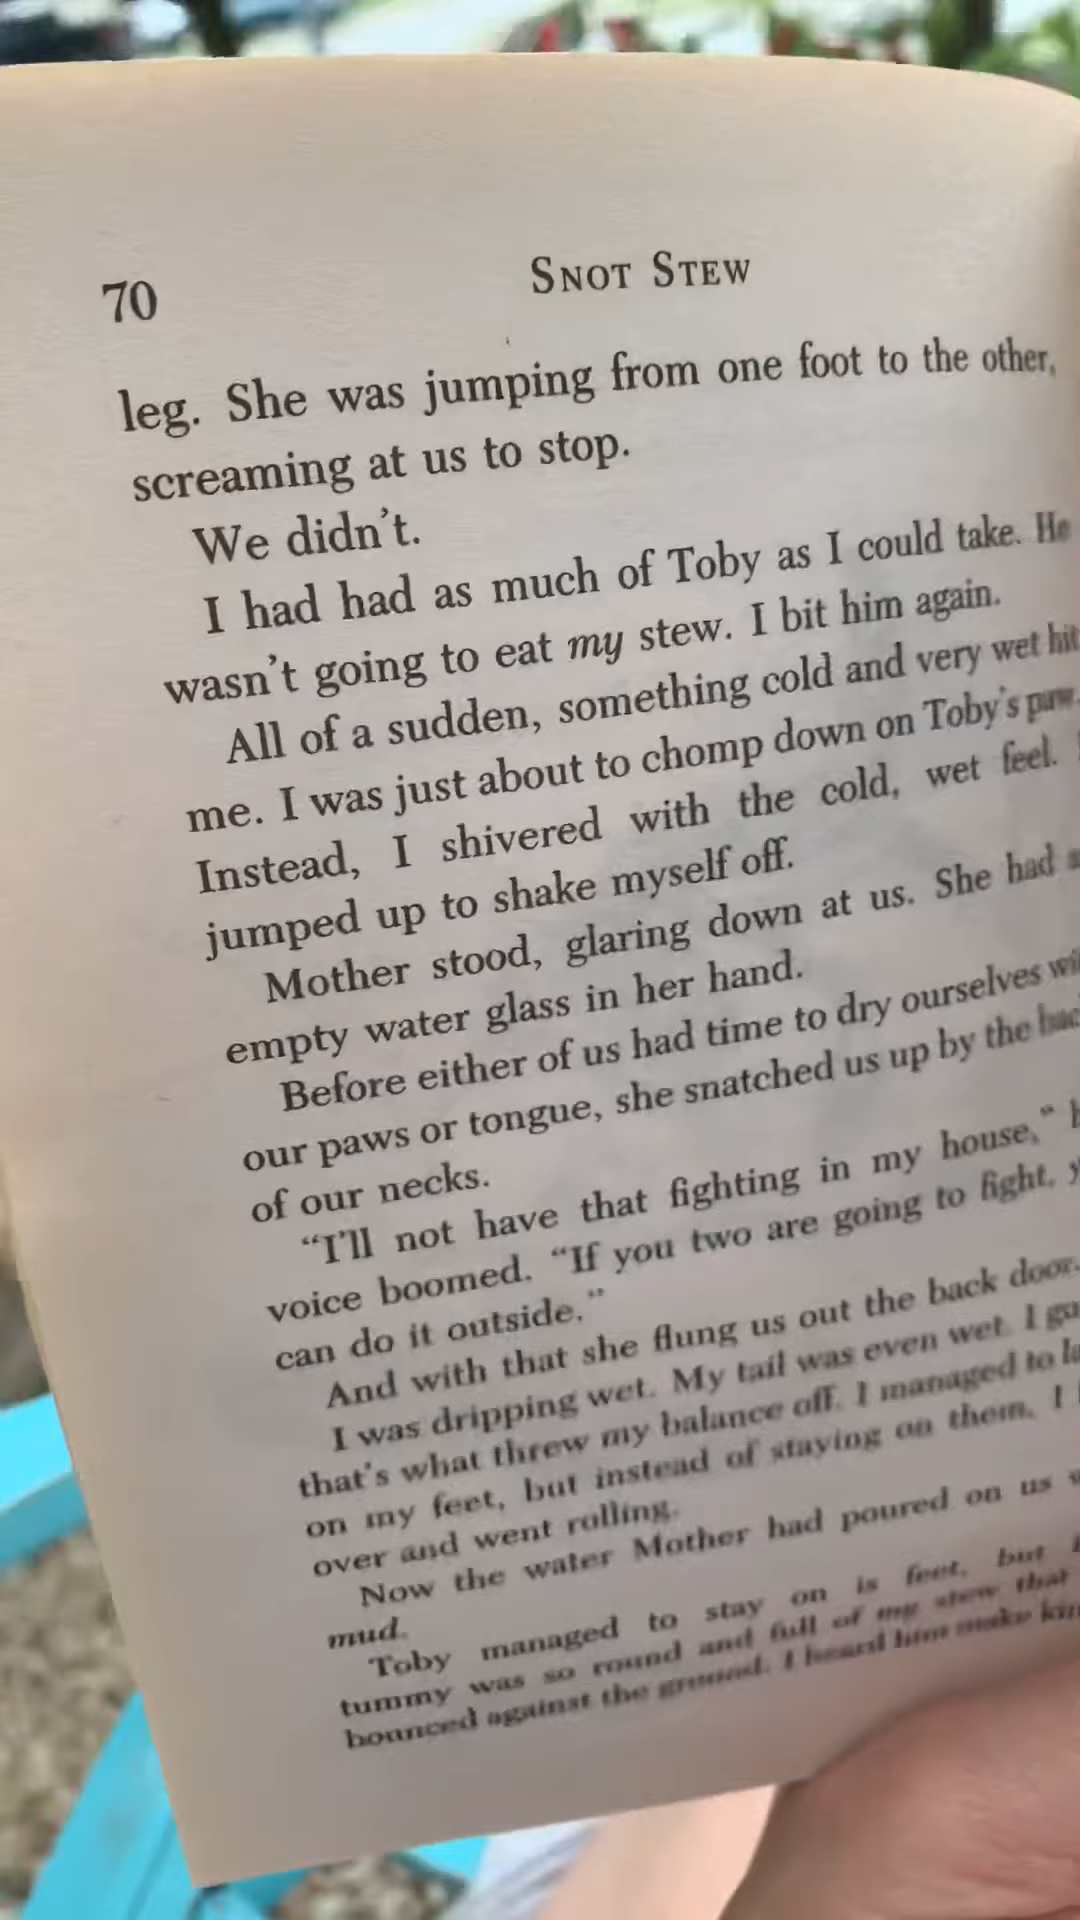 70
SNOT STEW
leg. She was jumping from one foot to the other,
screaming at us to stop.
We didn't.
I had had as much of Toby as I could take. He
wasn't going to eat my stew. I bit him again.
All of a sudden, something cold and very wet hit
me. I was just about to chomp down on Toby's paw.
Instead, I shivered with the cold, wet feel.
jumped up to shake myself off.
Mother stood, glaring down at us. She had
empty water glass in her hand.
Before either of us had time to dry ourselves
our paws or tongue, she snatched us up by the
of our necks.
"I'll not have that fighting in my house,"
voice boomed. "If you two are going to fight,
can do it outside."
And with that she flung us out the back door.
I was dripping wet. My tail was even wet. I
that's what threw my balance off. I managed to
on my feet, but instead of staying on them, I
over and went rolling.
Now the water Mother had poured on us
mud.
Toby managed to stay on is feet, but
tummy was so round and full of my stew that
bounced against the ground. I heard him make